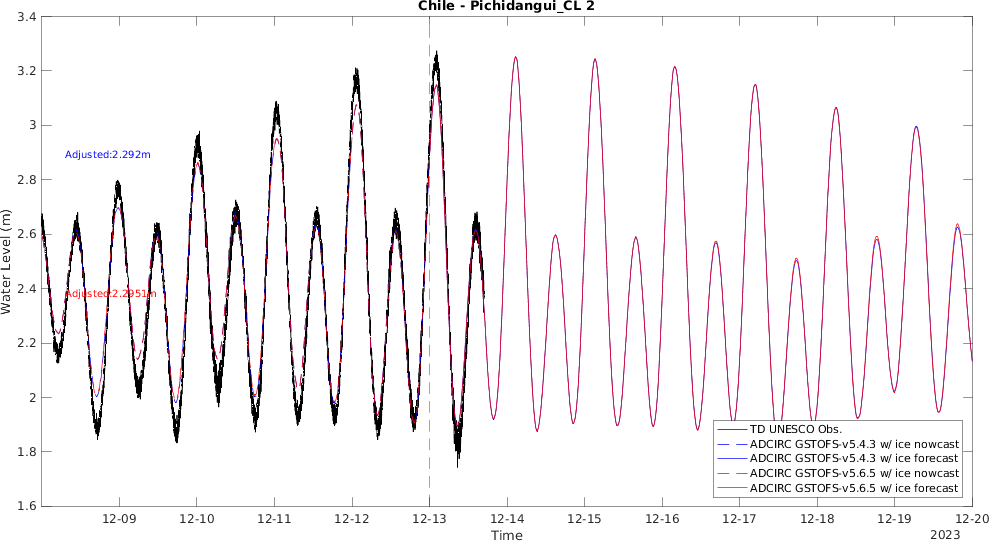 Chile - Pichidangui_CL 2
3.4
3.2
3
2.8
2.6
2.4
2.2
2
1.8
1.6
Water Level (m)
Adjusted:2.292m
Adjusted:2.2951m
TD UNESCO Obs.
ADCIRC GSTOFS-v5.4.3 w/ ice nowcast
ADCIRC GSTOFS-v5.4.3 w/ ice forecast
ADCIRC GSTOFS-v5.6.5 w/ ice nowcast
ADCIRC GSTOFS-v5.6.5 w/ ice forecast
12-09 12-10 12-11 12-12 12-13 12-14 12-15 12-16 12-17 12-18 12-19 12-20
Time
2023